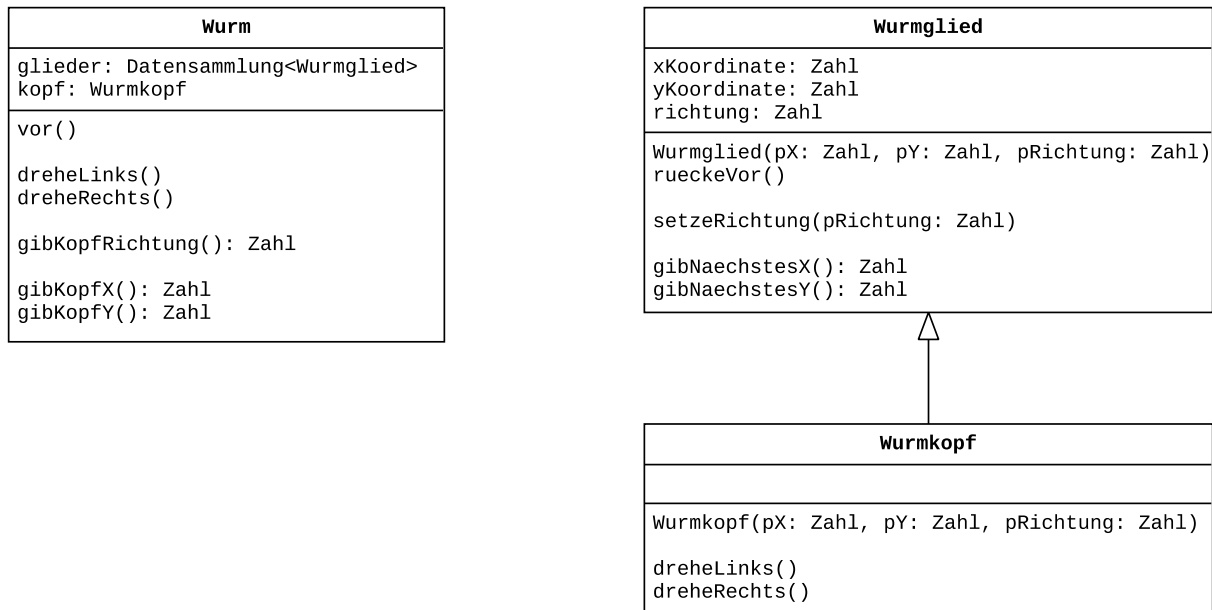 Wurm
glieder: Datensammlung<Wurmglied>
kopf: Wurmkopf
vor()
dreheLinks()
dreheRechts()
gibKopfRichtung(): Zahl
gibKopfX(): Zahl
gibKopfY(): Zahl
Wurmglied
xKoordinate: Zahl
yKoordinate: Zahl
richtung: Zahl
Wurmglied(pX: Zahl, pY: Zahl, pRichtung: Zahl)
rueckeVor()
setzeRichtung(pRichtung: Zahl)
gibNaechstesX(): Zahl
gibNaechstesY(): Zahl
Wurmkopf
Wurmkopf(pX: Zahl, pY: Zahl, pRichtung: Zahl)
dreheLinks()
dreheRechts()